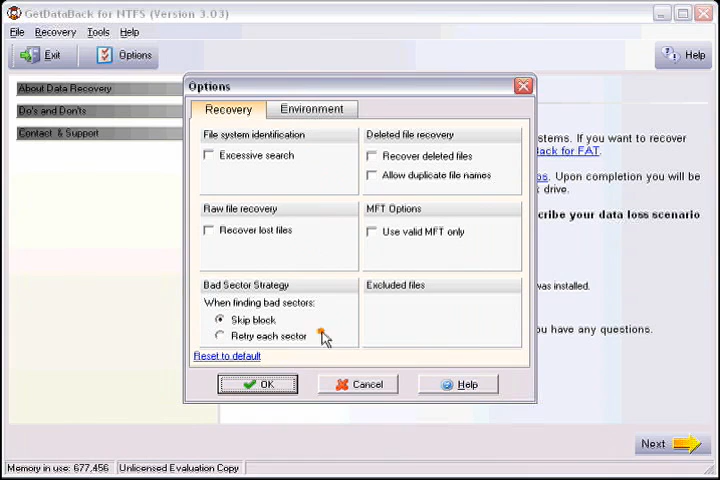 GetDataBack for NTFS (Version 3.03)
File Recovery Tools Help
Exit Options Help
About Data Recovery
Do's and Don'ts
Contact & Support
Options
Recovery Environment
File system identification
Excessive search
Deleted file recovery
Recover deleted files
Allow duplicate file names
Raw file recovery
Recover lost files
MFT Options
Use valid MFT only
Bad Sector Strategy
When finding bad sectors:
Skip block
Retry each sector
Excluded files
Reset to default
OK Cancel Help
stems. If you want to recover
Back for FAT.
ps. Upon completion you will be
drive.
cribe your data loss scenario
was installed.
ou have any questions.
Next
Memory in use: 677,456 Unlicensed Evaluation Copy